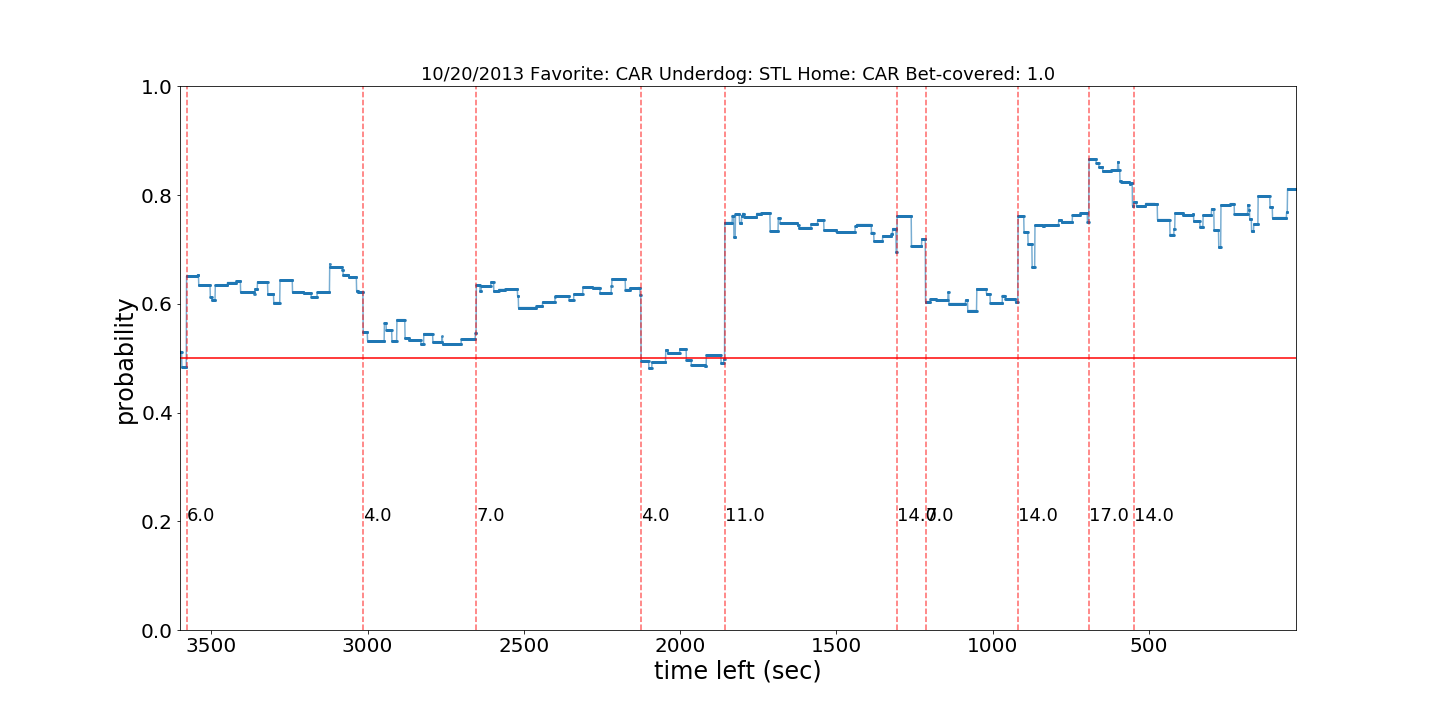 10/20/2013 Favorite: CAR Underdog: STL Home: CAR Bet-covered: 1.0
1.0
0.8
0.6
0.4
0.2
0.0
probability
6.0 4.0 7.0 4.0 11.0 14.0 7.0 14.0 17.0 14.0
3500 3000 2500 2000 1500 1000 500
time left (sec)